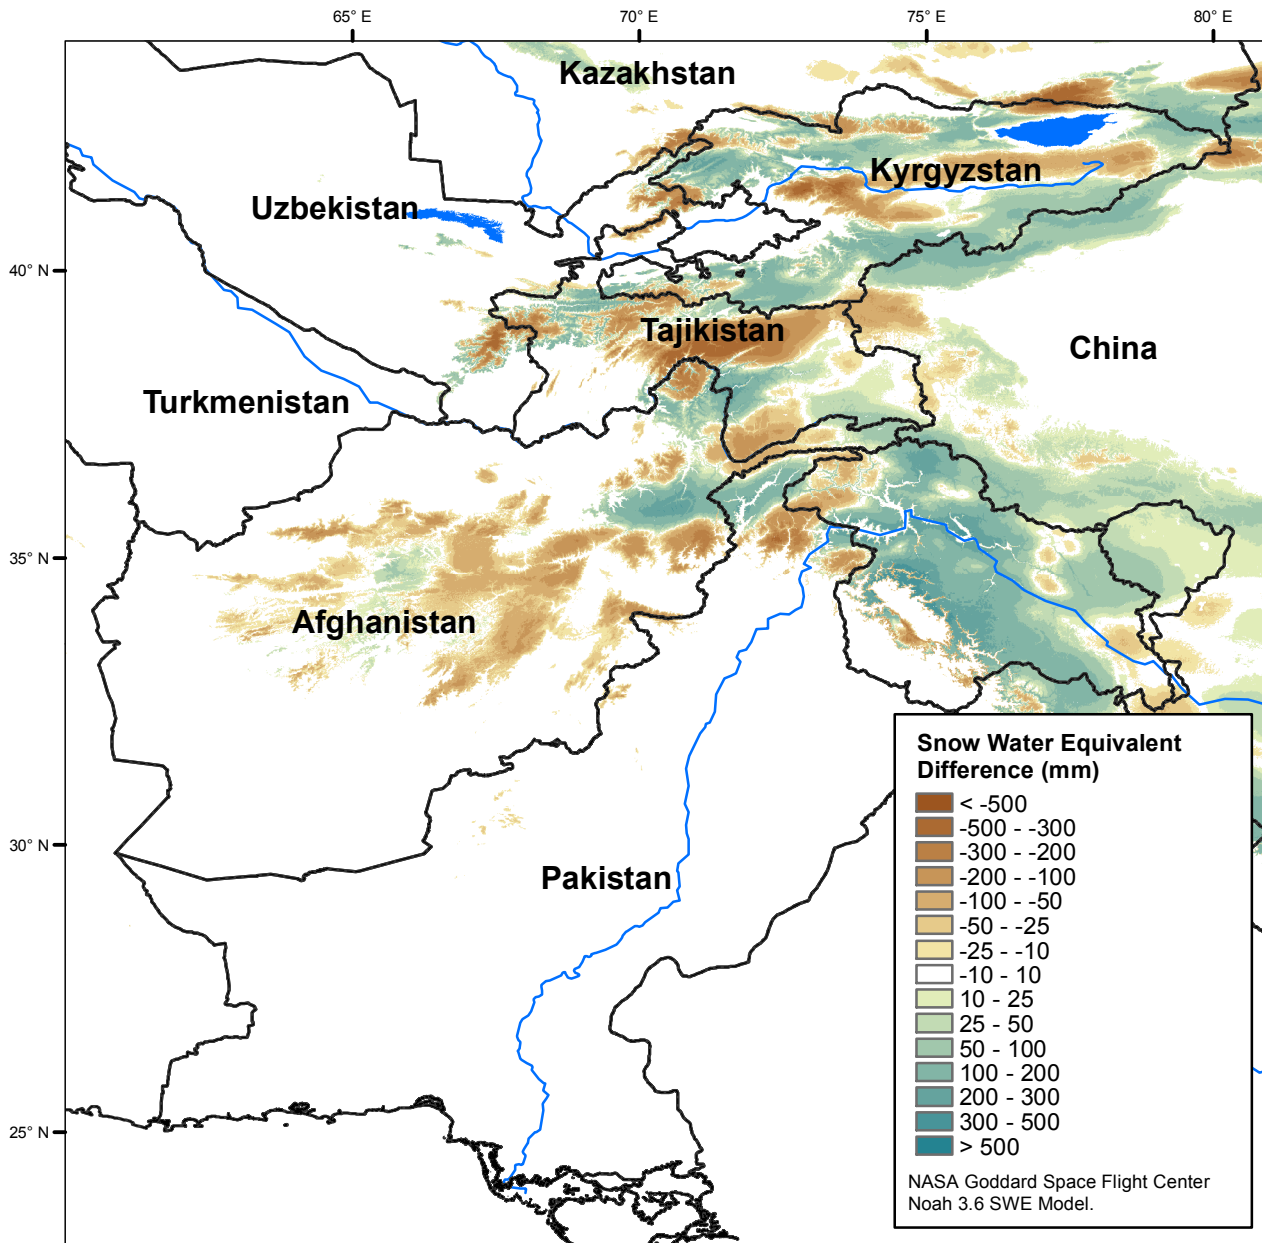 65° E
70° E
75° E
80° E
Kazakhstan
Kyrgyzstan
Uzbekistan
40° N
Tajikistan
China
Turkmenistan
35° N
Afghanistan
30° N
Pakistan
25° N
Snow Water Equivalent
Difference (mm)
< -500
-500 - -300
-300 - -200
-200 - -100
-100 - -50
-50 - -25
-25 - -10
-10 - 10
10 - 25
25 - 50
50 - 100
100 - 200
200 - 300
300 - 500
> 500
NASA Goddard Space Flight Center
Noah 3.6 SWE Model.